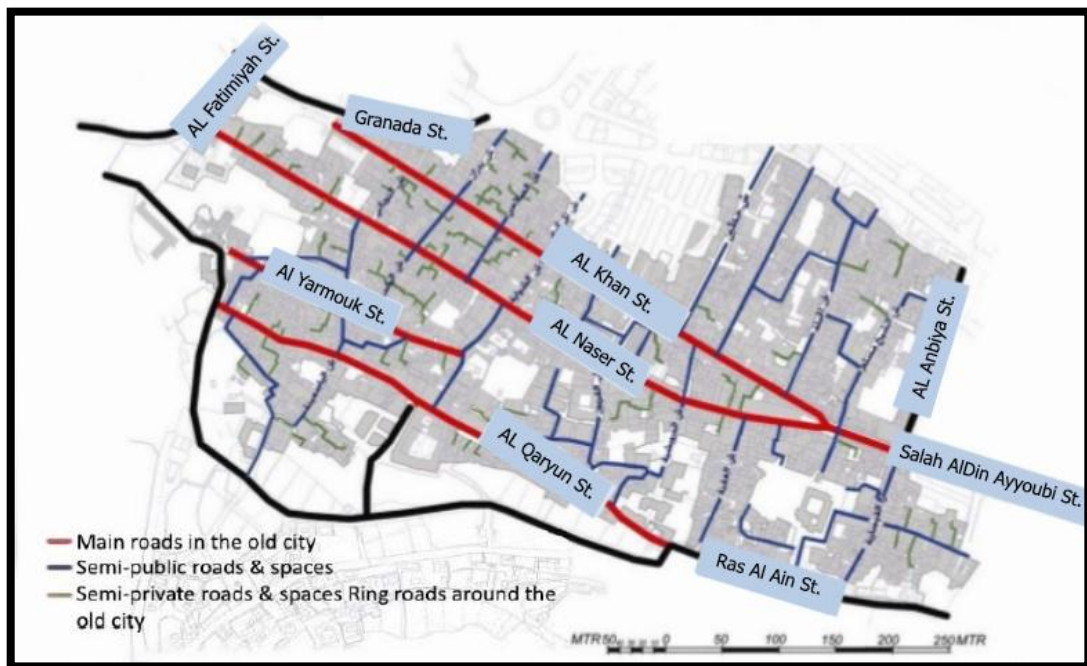 AL Fatimiyah St.
Granada St.
AL Khan St.
Al Yarmouk St.
AL Naser St.
AL Anbiya St.
AL Qaryun St.
Salah AlDin Ayyoubi St.
Ras Al Ain St.
Main roads in the old city
Semi-public roads & spaces
Semi-private roads & spaces Ring roads around the
old city
MTR50 0 50 100 150 200 250MTR